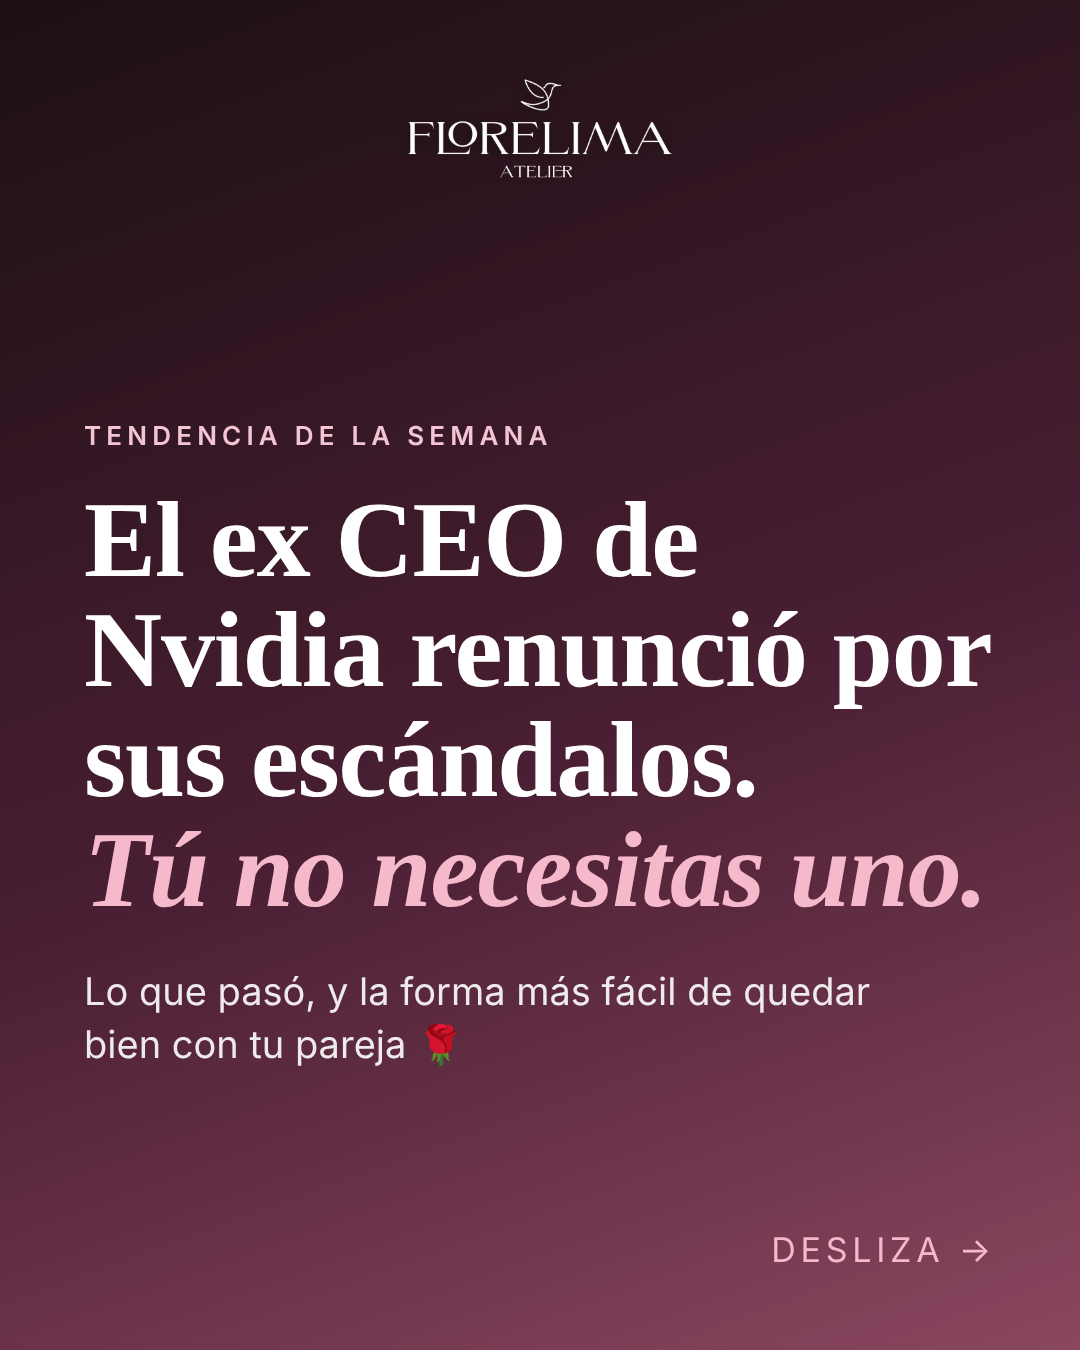 FLORELIMA
ATELIER
TENDENCIA DE LA SEMANA
El ex CEO de
Nvidia renunció por
sus escándalos.
Tú no necesitas uno.
Lo que pasó, y la forma más fácil de quedar
bien con tu pareja 🌹
DESLIZA →